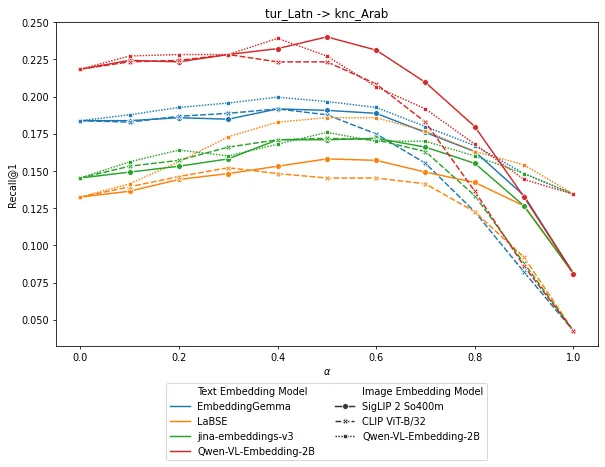 tur_Latn -> knc_Arab
0.250
0.225
0.200
0.175
0.150
0.125
0.100
0.075
0.050
Recall@1
0.0 0.2 0.4 0.6 0.8 1.0
α
Text Embedding Model Image Embedding Model
EmbeddingGemma SigLIP 2 So400m
LaBSE CLIP ViT-B/32
jina-embeddings-v3 Qwen-VL-Embedding-2B
Qwen-VL-Embedding-2B